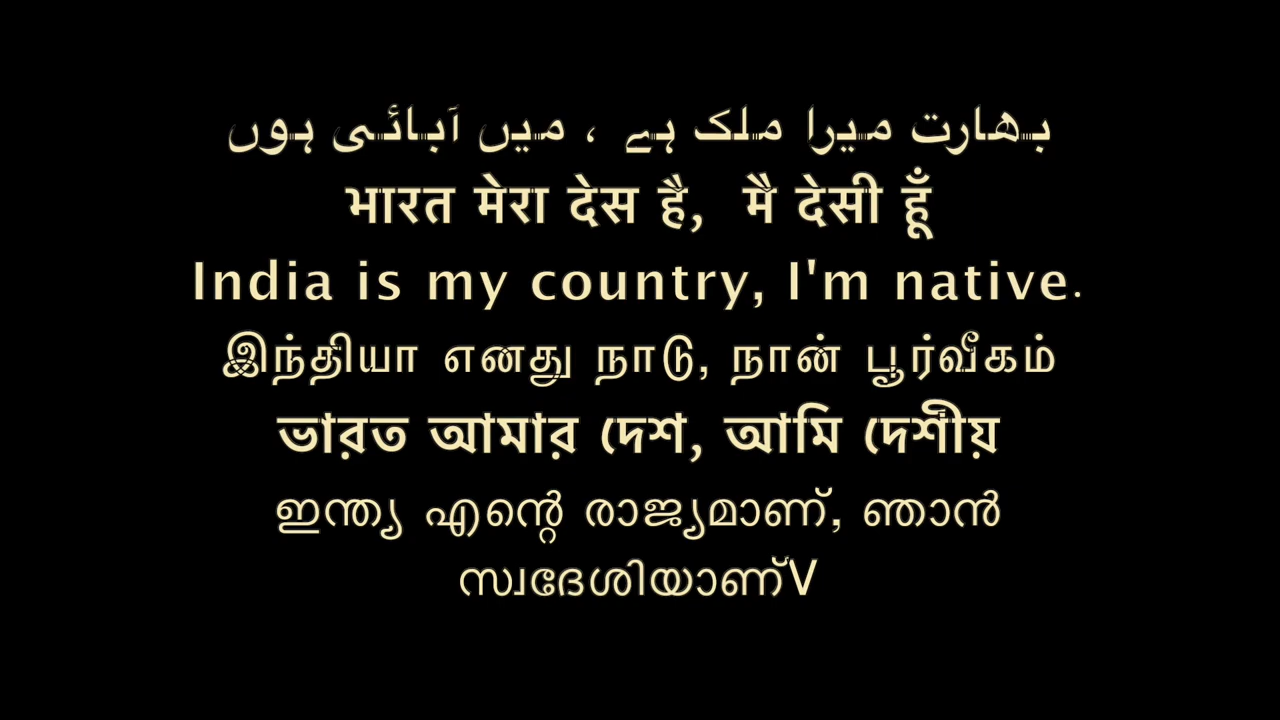 بھارت میرا ملک ہے ، میں آبائی ہوں
भारत मेरा देस है, मै देसी हूँ
India is my country, I'm native.
இந்தியா எனது நாடு, நான் பூர்வீகம்
ভারত আমার দেশ, আমি দেশীয়
ഇന്ത്യ എന്റെ രാജ്യമാണ്, ഞാൻ
സ്വദേശിയാണ്V